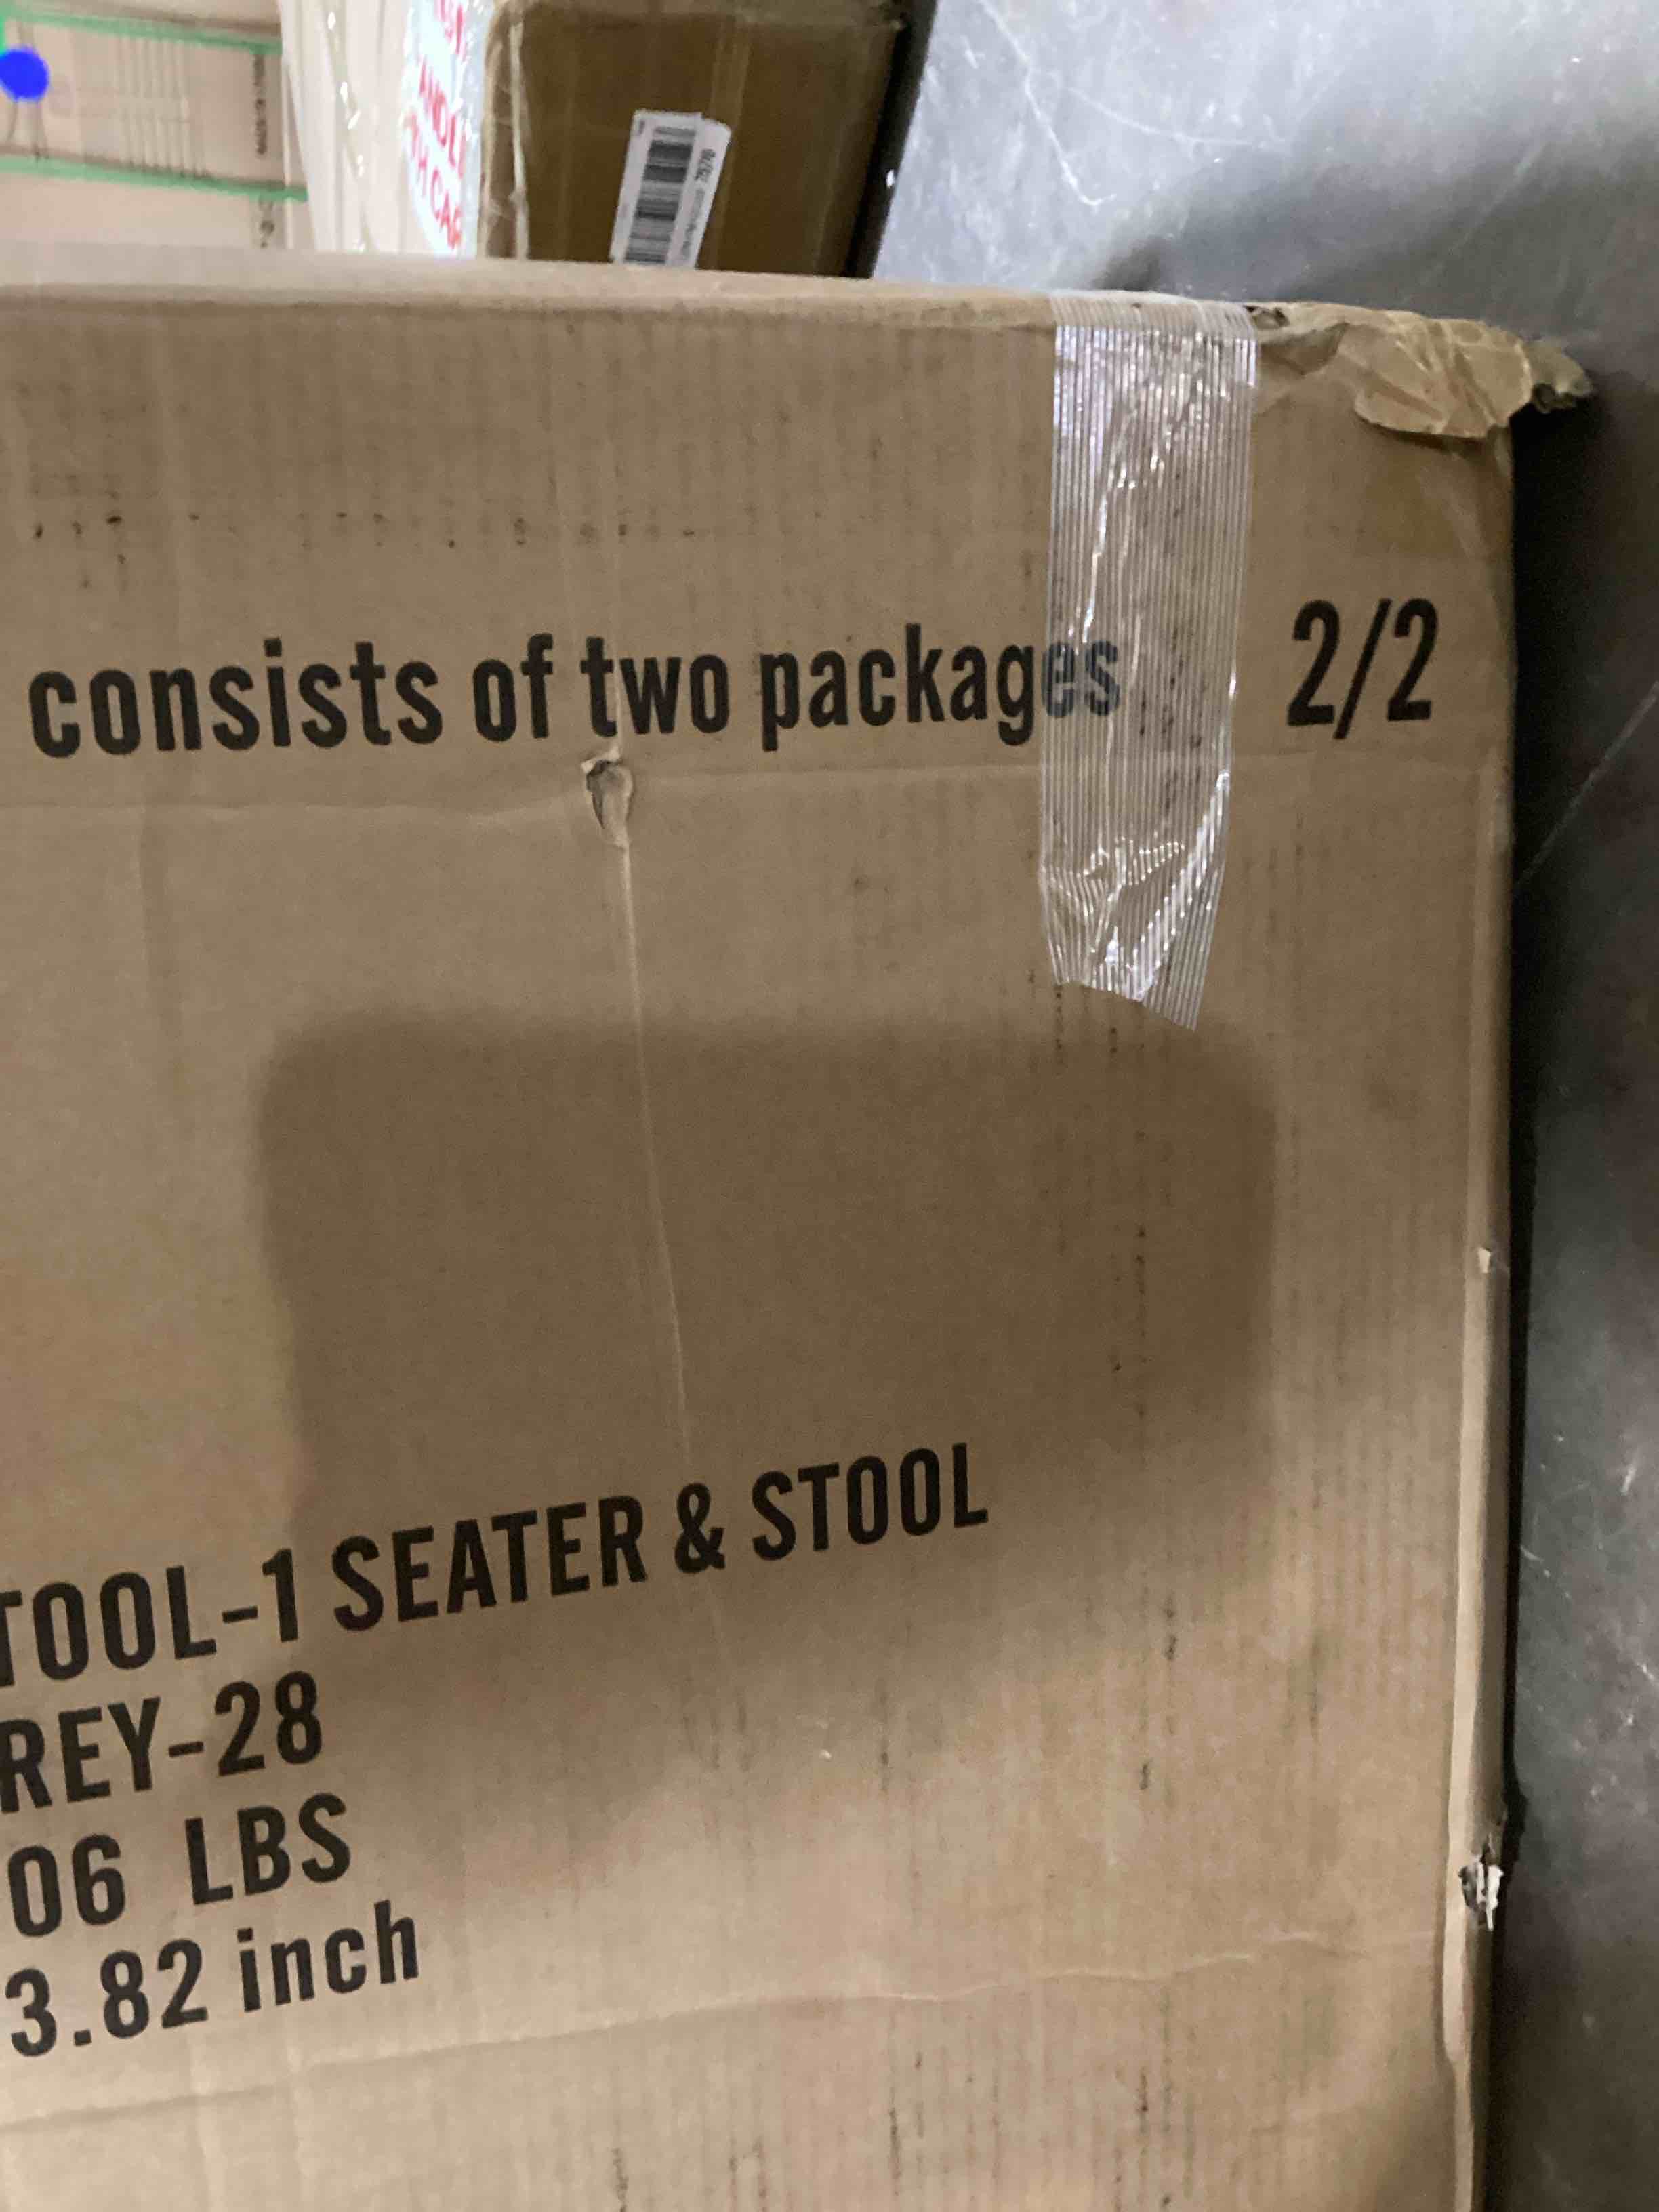 consists of two packages 2/2
TOOL-1 SEATER & STOOL
REY-28
06 LBS
3.82 inch